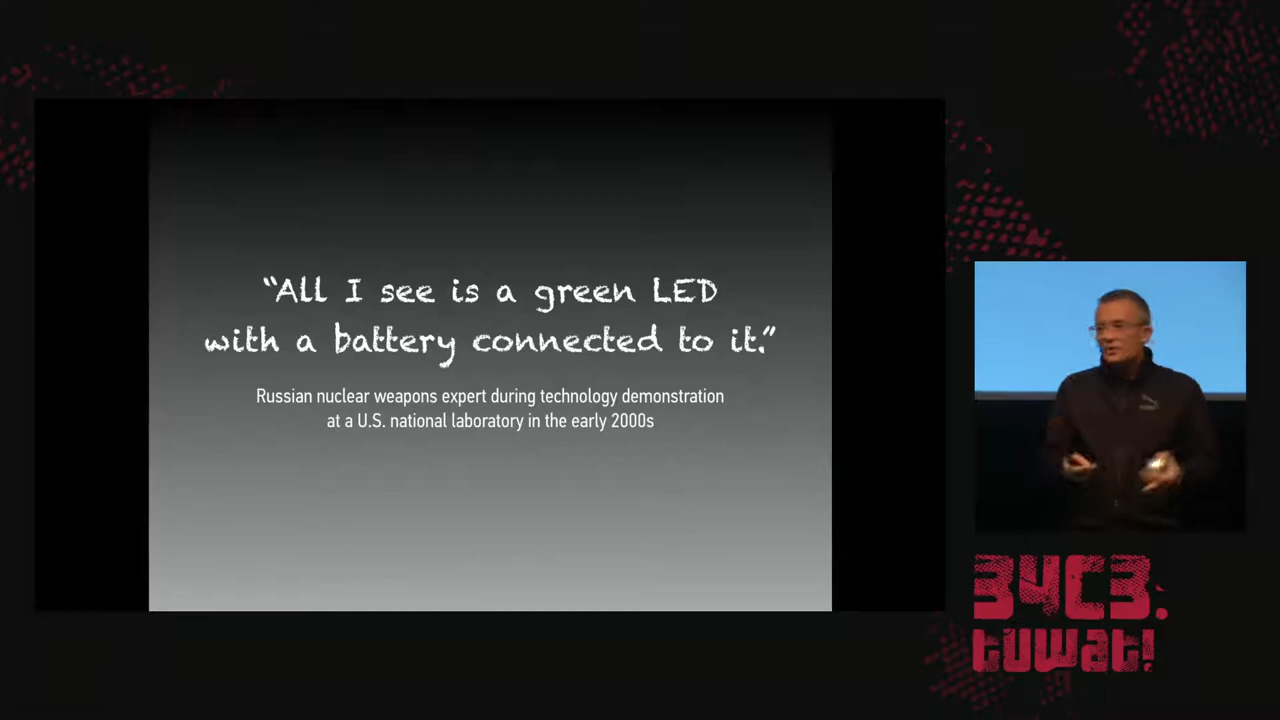 “All I see is a green LED
with a battery connected to it.”
Russian nuclear weapons expert during technology demonstration
at a U.S. national laboratory in the early 2000s
34C3.
tuwat!